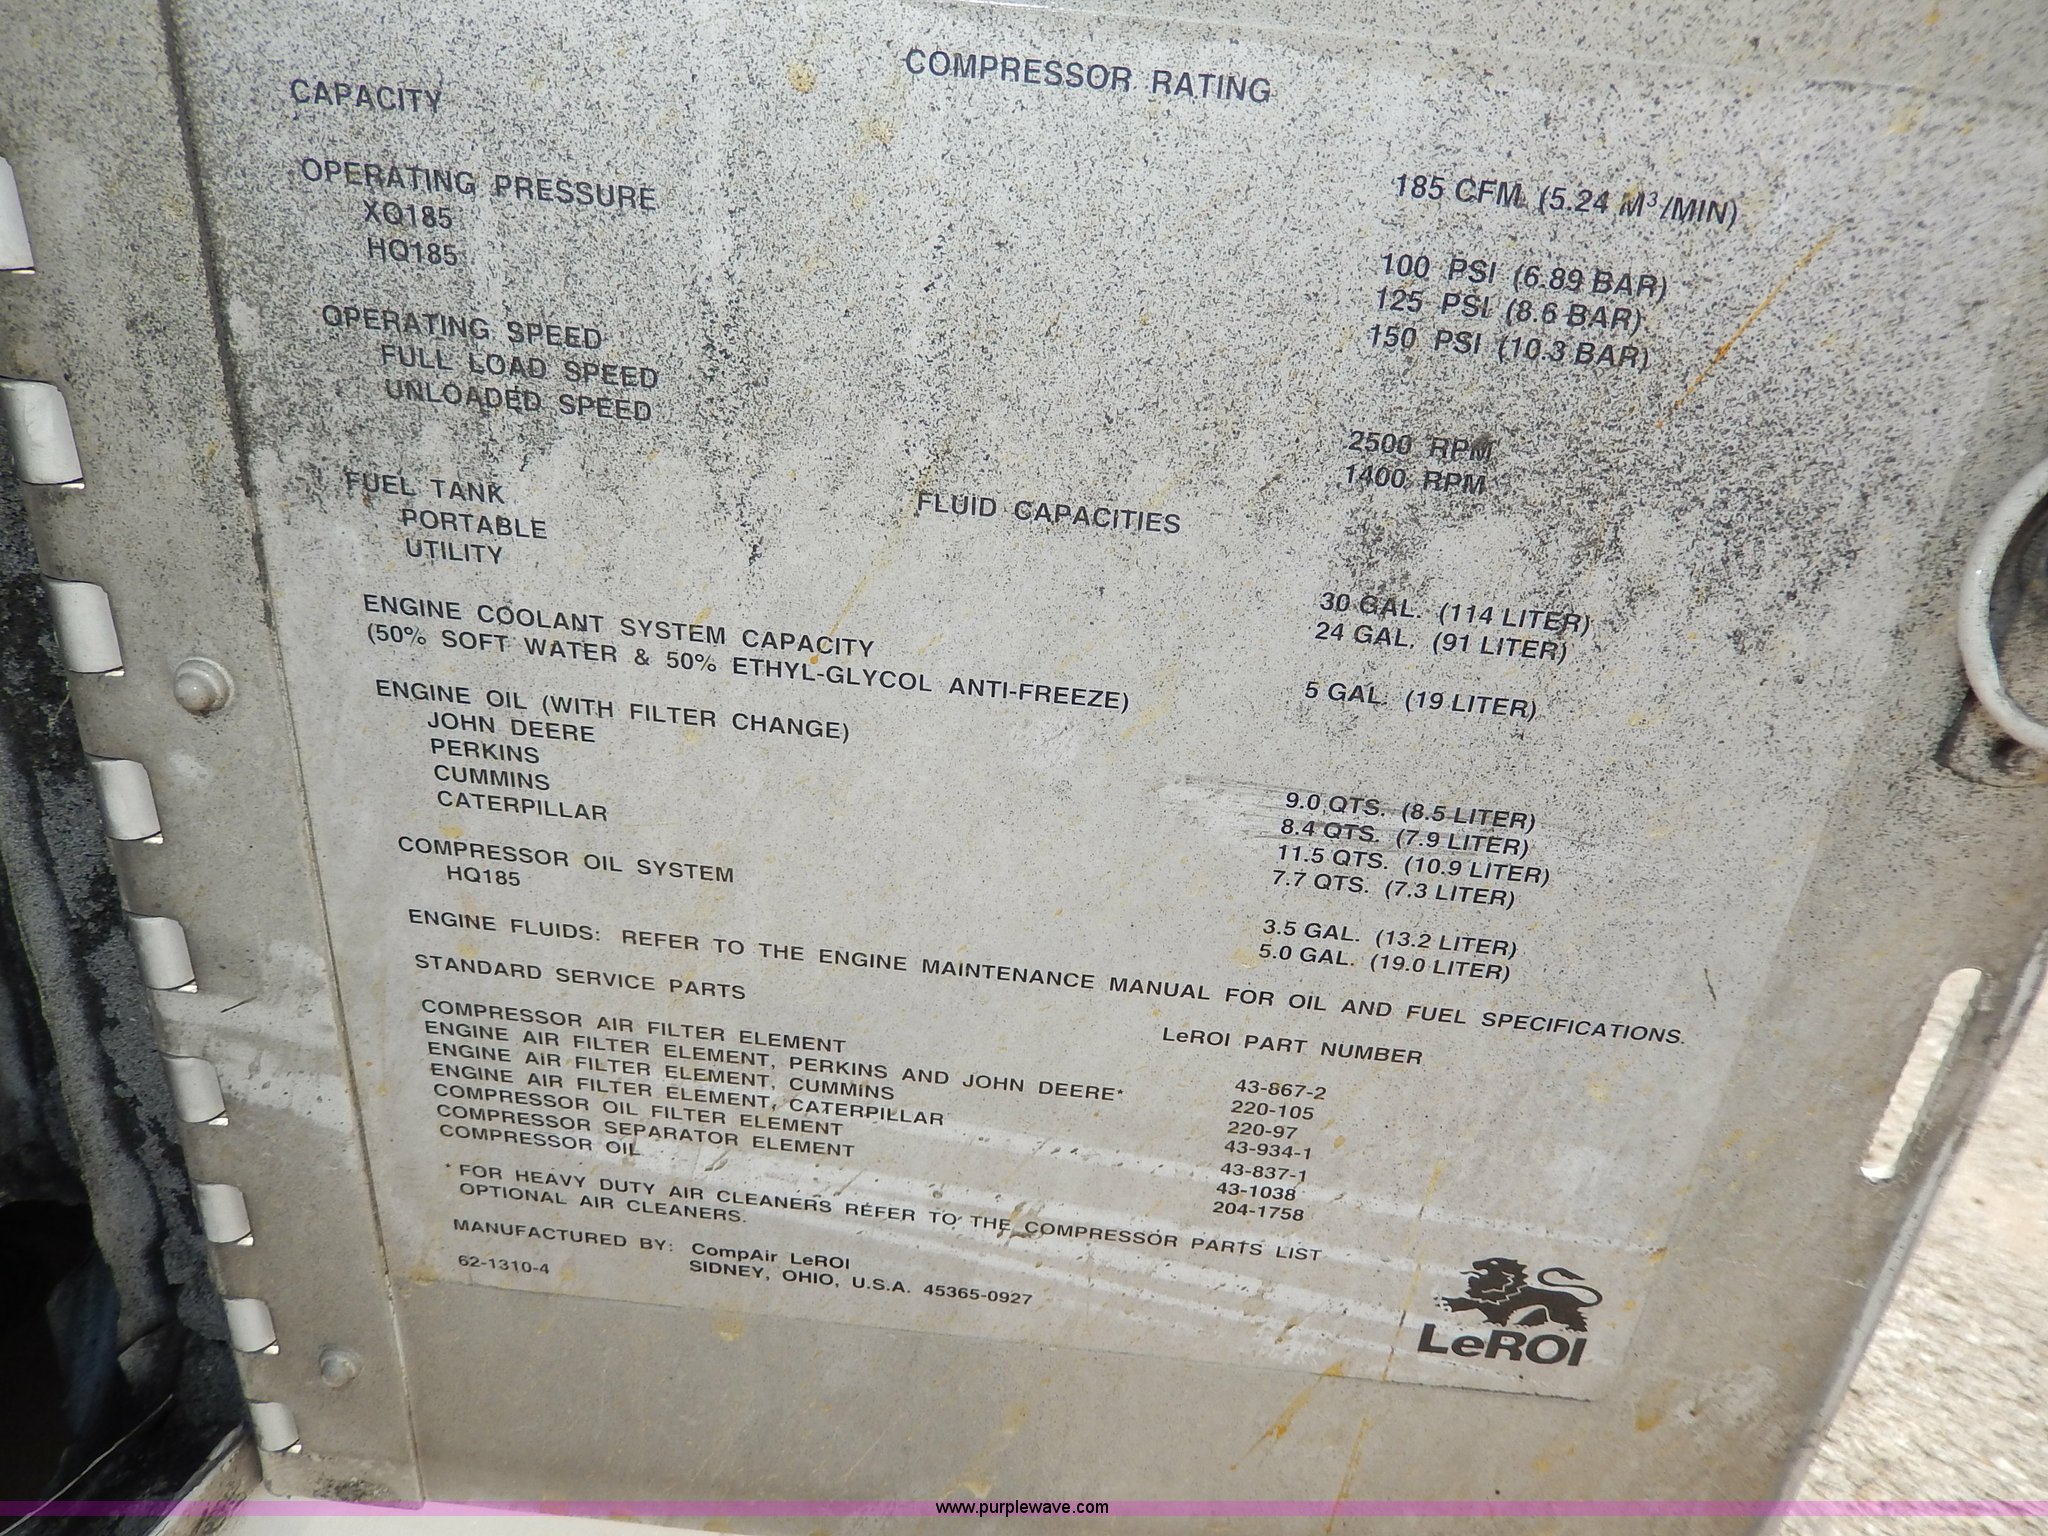 COMPRESSOR RATING
CAPACITY 185 CFM (5.24 M³/MIN)
OPERATING PRESSURE 100 PSI (6.89 BAR)
XQ185 125 PSI (8.6 BAR)
HQ185 150 PSI (10.3 BAR)
OPERATING SPEED
FULL LOAD SPEED 2500 RPM
UNLOADED SPEED 1400 RPM
FLUID CAPACITIES
FUEL TANK
PORTABLE 30 GAL. (114 LITER)
UTILITY 24 GAL. (91 LITER)
ENGINE COOLANT SYSTEM CAPACITY 5 GAL. (19 LITER)
(50% SOFT WATER & 50% ETHYL-GLYCOL ANTI-FREEZE)
ENGINE OIL (WITH FILTER CHANGE)
JOHN DEERE 9.0 QTS. (8.5 LITER)
PERKINS 8.4 QTS. (7.9 LITER)
CUMMINS 11.5 QTS. (10.9 LITER)
CATERPILLAR 7.7 QTS. (7.3 LITER)
COMPRESSOR OIL SYSTEM 3.5 GAL. (13.2 LITER)
HQ185 5.0 GAL. (19.0 LITER)
ENGINE FLUIDS: REFER TO THE ENGINE MAINTENANCE MANUAL FOR OIL AND FUEL SPECIFICATIONS.
STANDARD SERVICE PARTS LeROI PART NUMBER
COMPRESSOR AIR FILTER ELEMENT 43-867-2
ENGINE AIR FILTER ELEMENT, PERKINS AND JOHN DEERE* 220-105
ENGINE AIR FILTER ELEMENT, CUMMINS 220-97
ENGINE AIR FILTER ELEMENT, CATERPILLAR 43-934-1
COMPRESSOR OIL FILTER ELEMENT 43-837-1
COMPRESSOR SEPARATOR ELEMENT 43-1038
COMPRESSOR OIL 204-1758
* FOR HEAVY DUTY AIR CLEANERS REFER TO THE COMPRESSOR PARTS LIST
OPTIONAL AIR CLEANERS.
MANUFACTURED BY: CompAir LeROI
SIDNEY, OHIO, U.S.A. 45365-0927
62-1310-4
LeROI
www.purplewave.com